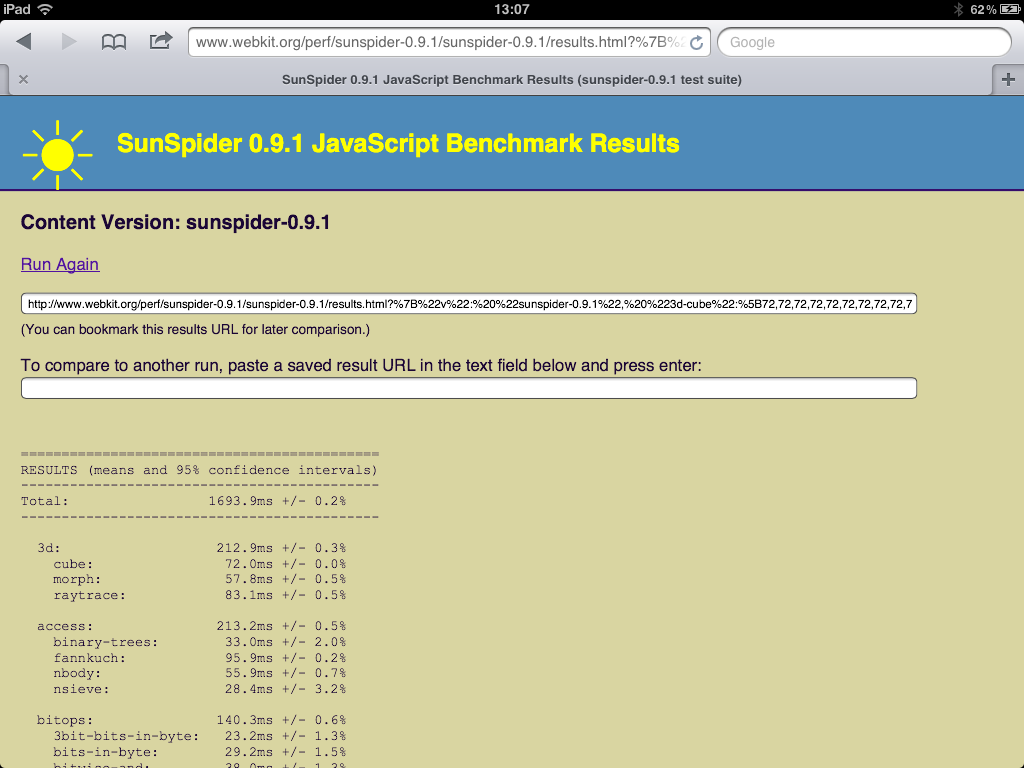 iPad 13:07 62%
www.webkit.org/perf/sunspider-0.9.1/sunspider-0.9.1/results.html?%7B% Google
SunSpider 0.9.1 JavaScript Benchmark Results (sunspider-0.9.1 test suite)
SunSpider 0.9.1 JavaScript Benchmark Results
Content Version: sunspider-0.9.1
Run Again
http://www.webkit.org/perf/sunspider-0.9.1/sunspider-0.9.1/results.html?%7B%22v%22:%20%22sunspider-0.9.1%22,%20%223d-cube%22:%5B72,72,72,72,72,72,72,72,72,7
(You can bookmark this results URL for later comparison.)
To compare to another run, paste a saved result URL in the text field below and press enter:
============================================
RESULTS (means and 95% confidence intervals)
--------------------------------------------
Total: 1693.9ms +/- 0.2%
--------------------------------------------
3d: 212.9ms +/- 0.3%
cube: 72.0ms +/- 0.0%
morph: 57.8ms +/- 0.5%
raytrace: 83.1ms +/- 0.5%
access: 213.2ms +/- 0.5%
binary-trees: 33.0ms +/- 2.0%
fannkuch: 95.9ms +/- 0.2%
nbody: 55.9ms +/- 0.7%
nsieve: 28.4ms +/- 3.2%
bitops: 140.3ms +/- 0.6%
3bit-bits-in-byte: 23.2ms +/- 1.3%
bits-in-byte: 29.2ms +/- 1.5%
bitwise-and: 38.0ms +/- 1.3%